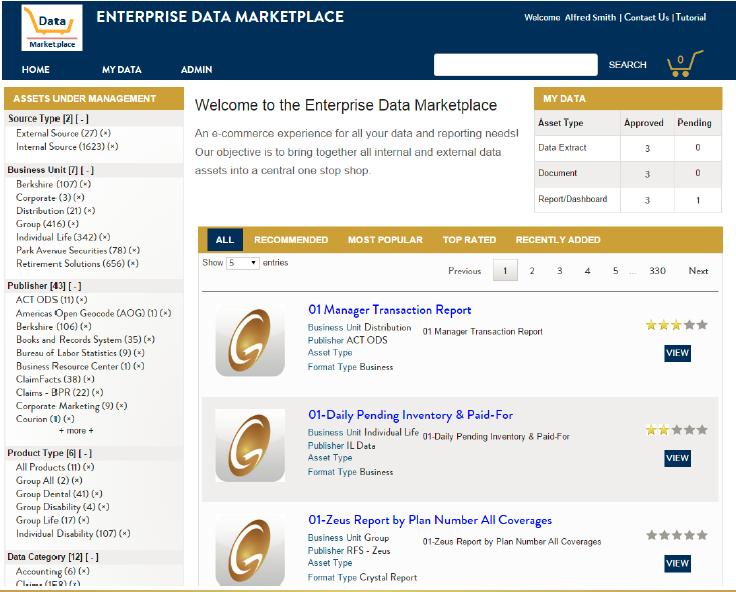 Data
Marketplace
ENTERPRISE DATA MARKETPLACE
Welcome Alfred Smith | Contact Us | Tutorial
HOME MY DATA ADMIN
SEARCH
0
ASSETS UNDER MANAGEMENT
Source Type [2] [ - ]
External Source (27) (×)
Internal Source (1623) (×)
Business Unit [7] [ - ]
Berkshire (107) (×)
Corporate (3) (×)
Distribution (21) (×)
Group (416) (×)
Individual Life (342) (×)
Park Avenue Securities (78) (×)
Retirement Solutions (656) (×)
Publisher [43] [ - ]
ACT ODS (11) (×)
Americas Open Geocode (AOG) (1) (×)
Berkshire (106) (×)
Books and Records System (35) (×)
Bureau of Labor Statistics (9) (×)
Business Resource Center (1) (×)
ClaimFacts (38) (×)
Claims - BPR (22) (×)
Corporate Marketing (9) (×)
Courion (1) (×)
+ more +
Product Type [6] [ - ]
All Products (11) (×)
Group All (2) (×)
Group Dental (41) (×)
Group Disability (4) (×)
Group Life (17) (×)
Individual Disability (107) (×)
Data Category [12] [ - ]
Accounting (6) (×)
Welcome to the Enterprise Data Marketplace
An e-commerce experience for all your data and reporting needs!
Our objective is to bring together all internal and external data
assets into a central one stop shop.
MY DATA
Asset Type Approved Pending
Data Extract 3 0
Document 3 0
Report/Dashboard 3 1
ALL RECOMMENDED MOST POPULAR TOP RATED RECENTLY ADDED
Show 5 entries
Previous 1 2 3 4 5 ... 330 Next
01 Manager Transaction Report
Business Unit Distribution
Publisher ACT ODS
Asset Type
Format Type Business
01 Manager Transaction Report
VIEW
01-Daily Pending Inventory & Paid-For
Business Unit Individual Life
Publisher IL Data
Asset Type
Format Type Business
01-Daily Pending Inventory & Paid-For
VIEW
01-Zeus Report by Plan Number All Coverages
Business Unit Group
Publisher RFS - Zeus
Asset Type
Format Type Crystal Report
01-Zeus Report by Plan Number All Coverages
VIEW